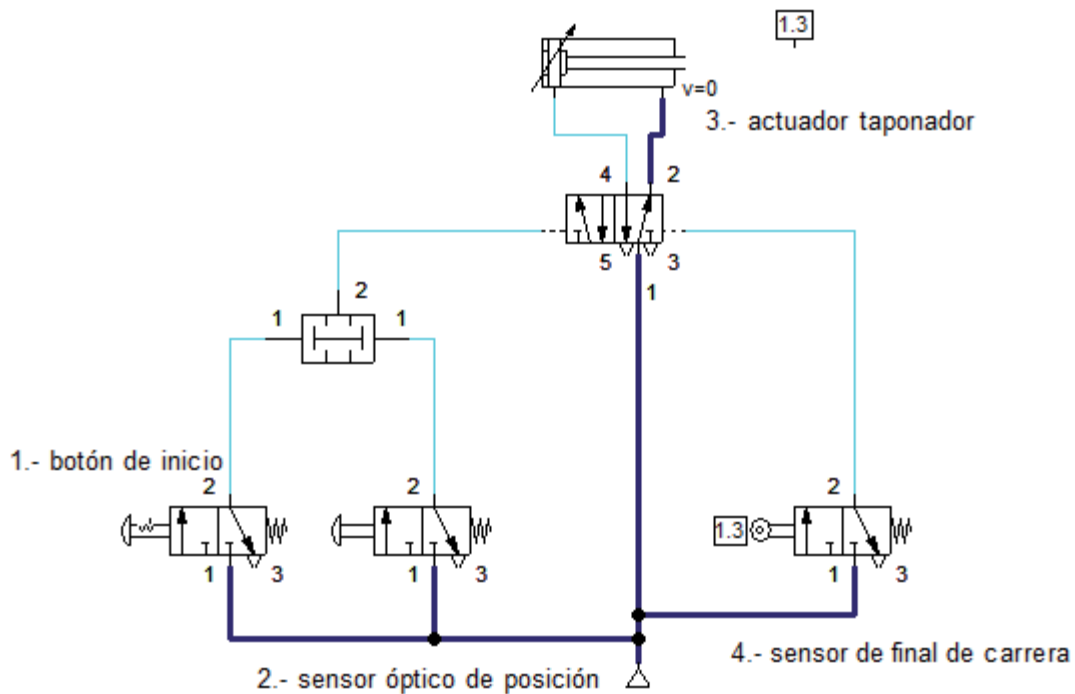 1.3
v=0
3.- actuador taponador
4 2
5 3
1
2
1 1
1.- botón de inicio
2 2 2
1.3
1 3 1 3 1 3
2.- sensor óptico de posición
4.- sensor de final de carrera